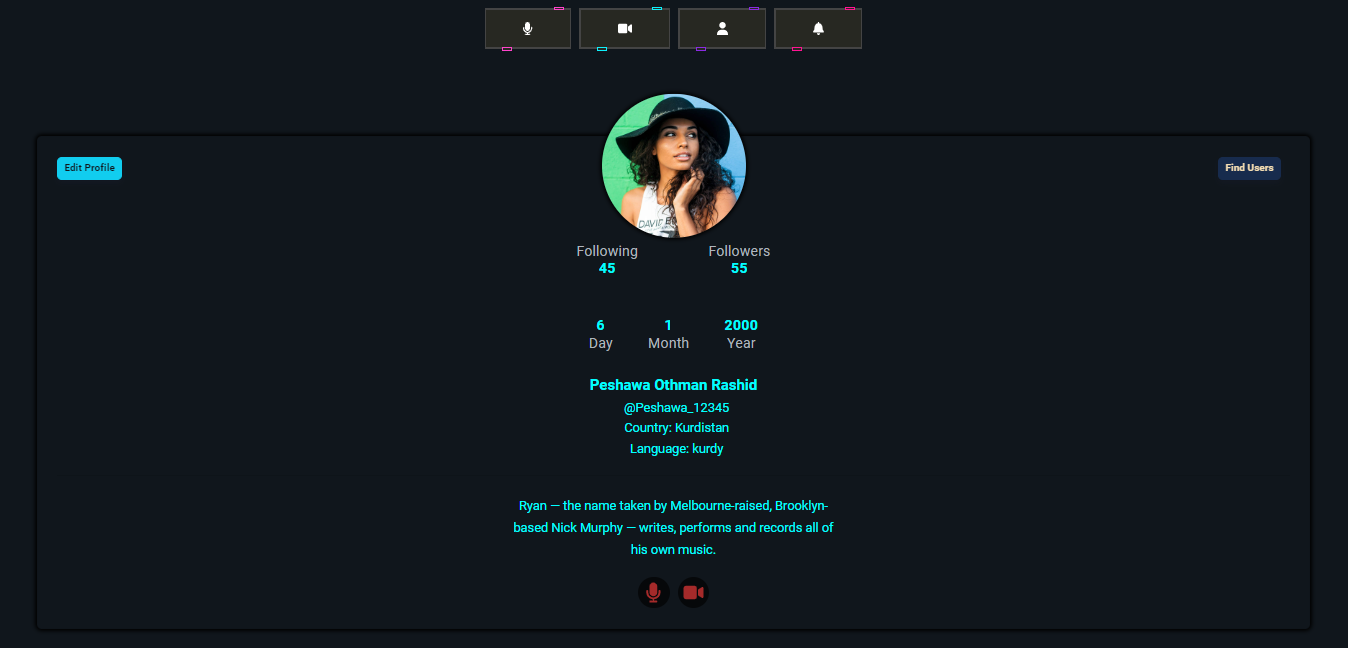 Edit Profile
Find Users
DAVIE
Following
Followers
45
55
6
1
2000
Day
Month
Year
Peshawa Othman Rashid
@Peshawa_12345
Country: Kurdistan
Language: kurdy
Ryan — the name taken by Melbourne-raised, Brooklyn-
based Nick Murphy — writes, performs and records all of
his own music.